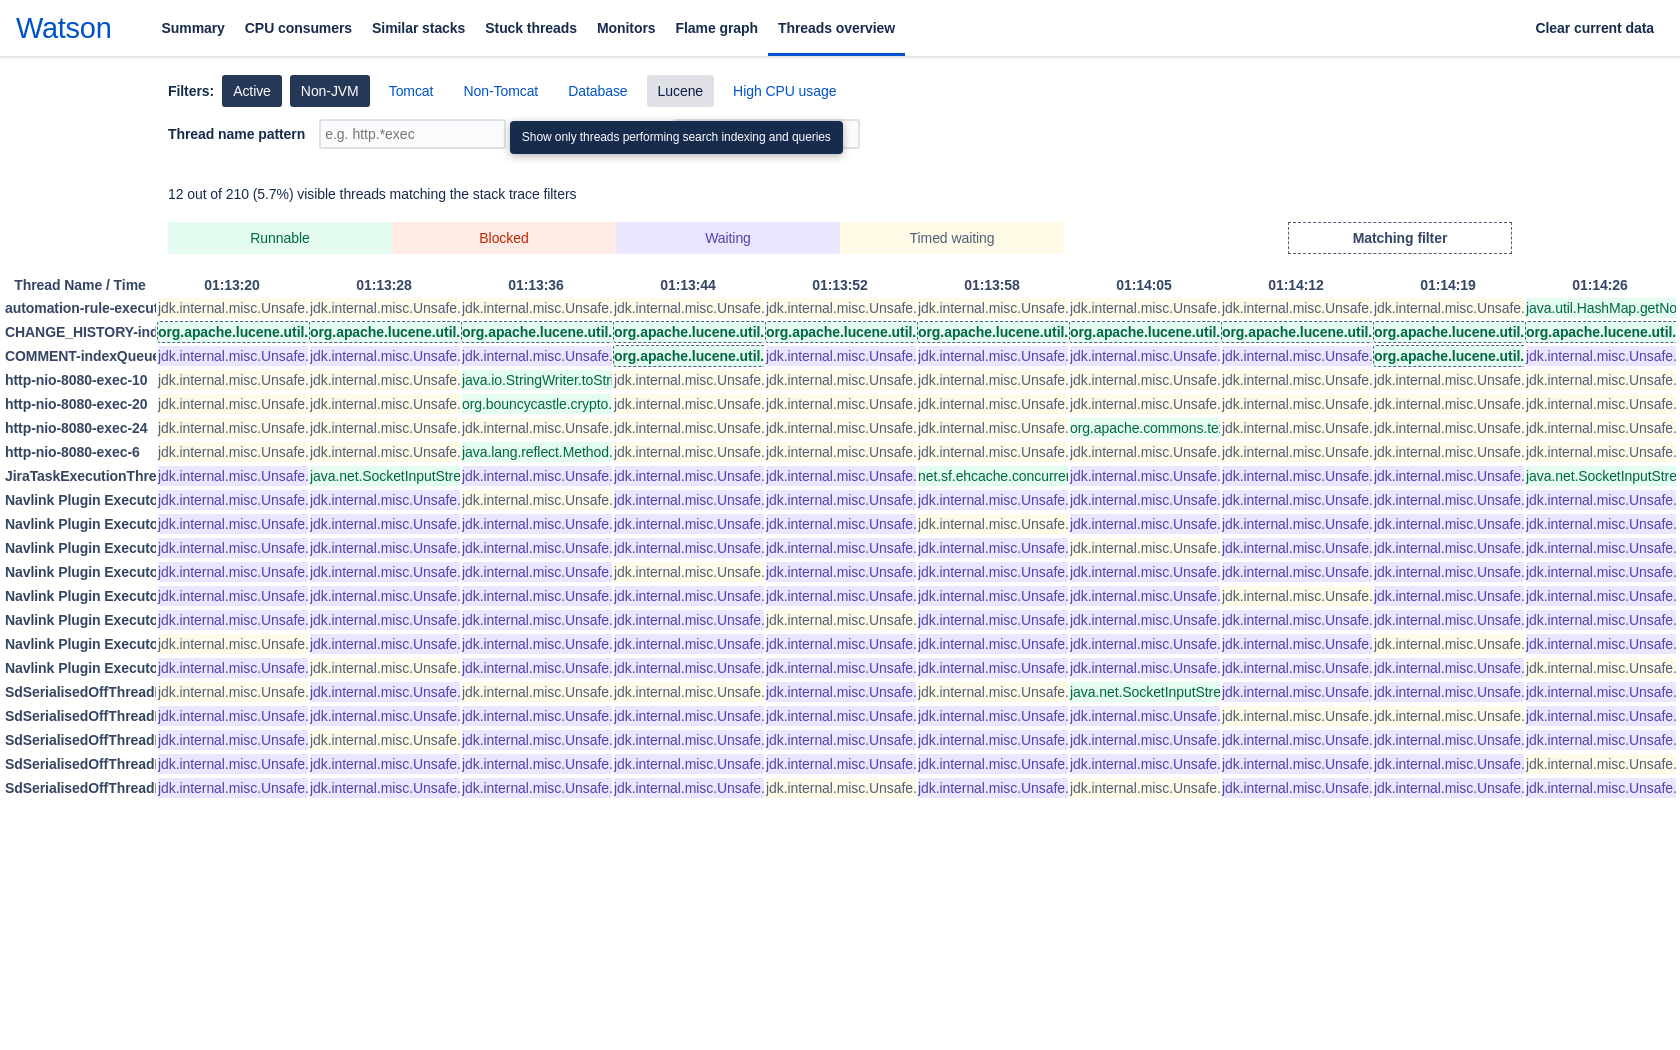 Watson Summary CPU consumers Similar stacks Stuck threads Monitors Flame graph Threads overview Clear current data
Filters: Active Non-JVM Tomcat Non-Tomcat Database Lucene High CPU usage
Thread name pattern e.g. http.*exec Show only threads performing search indexing and queries
12 out of 210 (5.7%) visible threads matching the stack trace filters
Runnable Blocked Waiting Timed waiting Matching filter
Thread Name / Time 01:13:20 01:13:28 01:13:36 01:13:44 01:13:52 01:13:58 01:14:05 01:14:12 01:14:19 01:14:26
automation-rule-execut jdk.internal.misc.Unsafe. jdk.internal.misc.Unsafe. jdk.internal.misc.Unsafe. jdk.internal.misc.Unsafe. jdk.internal.misc.Unsafe. jdk.internal.misc.Unsafe. jdk.internal.misc.Unsafe. jdk.internal.misc.Unsafe. jdk.internal.misc.Unsafe. java.util.HashMap.getNo
CHANGE_HISTORY-ind org.apache.lucene.util. org.apache.lucene.util. org.apache.lucene.util. org.apache.lucene.util. org.apache.lucene.util. org.apache.lucene.util. org.apache.lucene.util. org.apache.lucene.util. org.apache.lucene.util. org.apache.lucene.util.
COMMENT-indexQueue jdk.internal.misc.Unsafe. jdk.internal.misc.Unsafe. jdk.internal.misc.Unsafe. org.apache.lucene.util. jdk.internal.misc.Unsafe. jdk.internal.misc.Unsafe. jdk.internal.misc.Unsafe. jdk.internal.misc.Unsafe. org.apache.lucene.util. jdk.internal.misc.Unsafe.
http-nio-8080-exec-10 jdk.internal.misc.Unsafe. jdk.internal.misc.Unsafe. java.io.StringWriter.toStr jdk.internal.misc.Unsafe. jdk.internal.misc.Unsafe. jdk.internal.misc.Unsafe. jdk.internal.misc.Unsafe. jdk.internal.misc.Unsafe. jdk.internal.misc.Unsafe. jdk.internal.misc.Unsafe.
http-nio-8080-exec-20 jdk.internal.misc.Unsafe. jdk.internal.misc.Unsafe. org.bouncycastle.crypto. jdk.internal.misc.Unsafe. jdk.internal.misc.Unsafe. jdk.internal.misc.Unsafe. jdk.internal.misc.Unsafe. jdk.internal.misc.Unsafe. jdk.internal.misc.Unsafe. jdk.internal.misc.Unsafe.
http-nio-8080-exec-24 jdk.internal.misc.Unsafe. jdk.internal.misc.Unsafe. jdk.internal.misc.Unsafe. jdk.internal.misc.Unsafe. jdk.internal.misc.Unsafe. jdk.internal.misc.Unsafe. org.apache.commons.te jdk.internal.misc.Unsafe. jdk.internal.misc.Unsafe. jdk.internal.misc.Unsafe.
http-nio-8080-exec-6 jdk.internal.misc.Unsafe. jdk.internal.misc.Unsafe. java.lang.reflect.Method. jdk.internal.misc.Unsafe. jdk.internal.misc.Unsafe. jdk.internal.misc.Unsafe. jdk.internal.misc.Unsafe. jdk.internal.misc.Unsafe. jdk.internal.misc.Unsafe. jdk.internal.misc.Unsafe.
JiraTaskExecutionThre jdk.internal.misc.Unsafe. java.net.SocketInputStre jdk.internal.misc.Unsafe. jdk.internal.misc.Unsafe. jdk.internal.misc.Unsafe. net.sf.ehcache.concurre jdk.internal.misc.Unsafe. jdk.internal.misc.Unsafe. jdk.internal.misc.Unsafe. java.net.SocketInputStre
Navlink Plugin Executo jdk.internal.misc.Unsafe. jdk.internal.misc.Unsafe. jdk.internal.misc.Unsafe. jdk.internal.misc.Unsafe. jdk.internal.misc.Unsafe. jdk.internal.misc.Unsafe. jdk.internal.misc.Unsafe. jdk.internal.misc.Unsafe. jdk.internal.misc.Unsafe. jdk.internal.misc.Unsafe.
Navlink Plugin Executo jdk.internal.misc.Unsafe. jdk.internal.misc.Unsafe. jdk.internal.misc.Unsafe. jdk.internal.misc.Unsafe. jdk.internal.misc.Unsafe. jdk.internal.misc.Unsafe. jdk.internal.misc.Unsafe. jdk.internal.misc.Unsafe. jdk.internal.misc.Unsafe. jdk.internal.misc.Unsafe.
Navlink Plugin Executo jdk.internal.misc.Unsafe. jdk.internal.misc.Unsafe. jdk.internal.misc.Unsafe. jdk.internal.misc.Unsafe. jdk.internal.misc.Unsafe. jdk.internal.misc.Unsafe. jdk.internal.misc.Unsafe. jdk.internal.misc.Unsafe. jdk.internal.misc.Unsafe. jdk.internal.misc.Unsafe.
Navlink Plugin Executo jdk.internal.misc.Unsafe. jdk.internal.misc.Unsafe. jdk.internal.misc.Unsafe. jdk.internal.misc.Unsafe. jdk.internal.misc.Unsafe. jdk.internal.misc.Unsafe. jdk.internal.misc.Unsafe. jdk.internal.misc.Unsafe. jdk.internal.misc.Unsafe. jdk.internal.misc.Unsafe.
Navlink Plugin Executo jdk.internal.misc.Unsafe. jdk.internal.misc.Unsafe. jdk.internal.misc.Unsafe. jdk.internal.misc.Unsafe. jdk.internal.misc.Unsafe. jdk.internal.misc.Unsafe. jdk.internal.misc.Unsafe. jdk.internal.misc.Unsafe. jdk.internal.misc.Unsafe. jdk.internal.misc.Unsafe.
Navlink Plugin Executo jdk.internal.misc.Unsafe. jdk.internal.misc.Unsafe. jdk.internal.misc.Unsafe. jdk.internal.misc.Unsafe. jdk.internal.misc.Unsafe. jdk.internal.misc.Unsafe. jdk.internal.misc.Unsafe. jdk.internal.misc.Unsafe. jdk.internal.misc.Unsafe. jdk.internal.misc.Unsafe.
Navlink Plugin Executo jdk.internal.misc.Unsafe. jdk.internal.misc.Unsafe. jdk.internal.misc.Unsafe. jdk.internal.misc.Unsafe. jdk.internal.misc.Unsafe. jdk.internal.misc.Unsafe. jdk.internal.misc.Unsafe. jdk.internal.misc.Unsafe. jdk.internal.misc.Unsafe. jdk.internal.misc.Unsafe.
Navlink Plugin Executo jdk.internal.misc.Unsafe. jdk.internal.misc.Unsafe. jdk.internal.misc.Unsafe. jdk.internal.misc.Unsafe. jdk.internal.misc.Unsafe. jdk.internal.misc.Unsafe. jdk.internal.misc.Unsafe. jdk.internal.misc.Unsafe. jdk.internal.misc.Unsafe. jdk.internal.misc.Unsafe.
SdSerialisedOffThread jdk.internal.misc.Unsafe. jdk.internal.misc.Unsafe. jdk.internal.misc.Unsafe. jdk.internal.misc.Unsafe. jdk.internal.misc.Unsafe. jdk.internal.misc.Unsafe. java.net.SocketInputStre jdk.internal.misc.Unsafe. jdk.internal.misc.Unsafe. jdk.internal.misc.Unsafe.
SdSerialisedOffThread jdk.internal.misc.Unsafe. jdk.internal.misc.Unsafe. jdk.internal.misc.Unsafe. jdk.internal.misc.Unsafe. jdk.internal.misc.Unsafe. jdk.internal.misc.Unsafe. jdk.internal.misc.Unsafe. jdk.internal.misc.Unsafe. jdk.internal.misc.Unsafe. jdk.internal.misc.Unsafe.
SdSerialisedOffThread jdk.internal.misc.Unsafe. jdk.internal.misc.Unsafe. jdk.internal.misc.Unsafe. jdk.internal.misc.Unsafe. jdk.internal.misc.Unsafe. jdk.internal.misc.Unsafe. jdk.internal.misc.Unsafe. jdk.internal.misc.Unsafe. jdk.internal.misc.Unsafe. jdk.internal.misc.Unsafe.
SdSerialisedOffThread jdk.internal.misc.Unsafe. jdk.internal.misc.Unsafe. jdk.internal.misc.Unsafe. jdk.internal.misc.Unsafe. jdk.internal.misc.Unsafe. jdk.internal.misc.Unsafe. jdk.internal.misc.Unsafe. jdk.internal.misc.Unsafe. jdk.internal.misc.Unsafe. jdk.internal.misc.Unsafe.
SdSerialisedOffThread jdk.internal.misc.Unsafe. jdk.internal.misc.Unsafe. jdk.internal.misc.Unsafe. jdk.internal.misc.Unsafe. jdk.internal.misc.Unsafe. jdk.internal.misc.Unsafe. jdk.internal.misc.Unsafe. jdk.internal.misc.Unsafe. jdk.internal.misc.Unsafe. jdk.internal.misc.Unsafe.